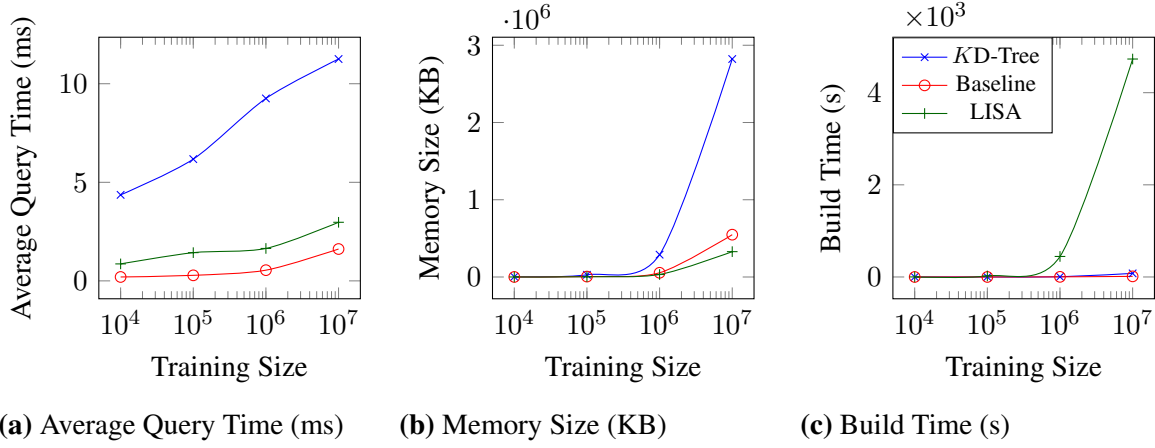 Average Query Time (ms)
10
5
0
10^4 10^5 10^6 10^7
Training Size
(a) Average Query Time (ms)
·10^6
Memory Size (KB)
3
2
1
0
10^4 10^5 10^6 10^7
Training Size
(b) Memory Size (KB)
×10^3
Build Time (s)
4
2
0
KD-Tree
Baseline
LISA
10^4 10^5 10^6 10^7
Training Size
(c) Build Time (s)